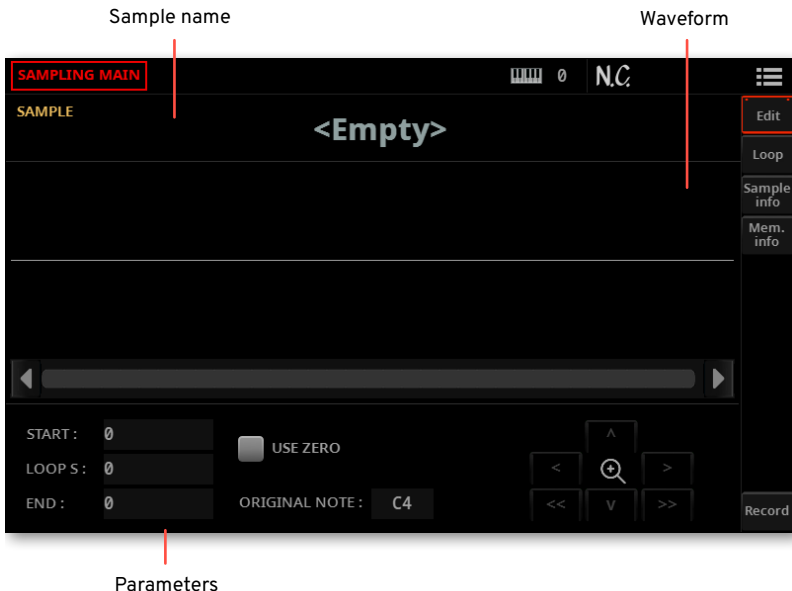 Sample name
Waveform
SAMPLING MAIN
0
N.C.
SAMPLE
<Empty>
Edit
Loop
Sample
info
Mem.
info
START : 0
USE ZERO
LOOP S : 0
END : 0
ORIGINAL NOTE : C4
^
< >
<< v >>
Record
Parameters